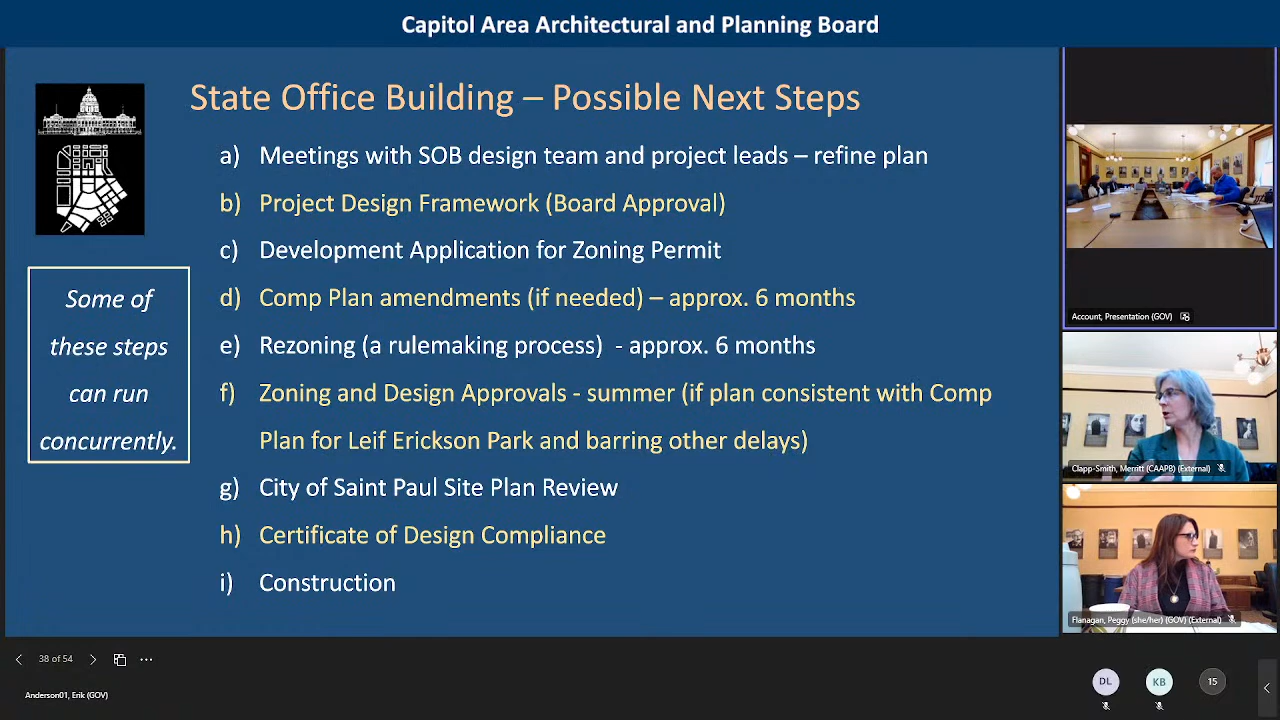 Capitol Area Architectural and Planning Board
State Office Building – Possible Next Steps
a) Meetings with SOB design team and project leads – refine plan
b) Project Design Framework (Board Approval)
c) Development Application for Zoning Permit
d) Comp Plan amendments (if needed) – approx. 6 months
e) Rezoning (a rulemaking process) - approx. 6 months
f) Zoning and Design Approvals - summer (if plan consistent with Comp
Plan for Leif Erickson Park and barring other delays)
g) City of Saint Paul Site Plan Review
h) Certificate of Design Compliance
i) Construction
Some of
these steps
can run
concurrently.
Account, Presentation (GOV)
Clapp-Smith, Merritt (CAAPB) (External)
Flanagan, Peggy (she/her) (GOV) (External)
38 of 54
Anderson01, Erik (GOV)
DL
KB
15